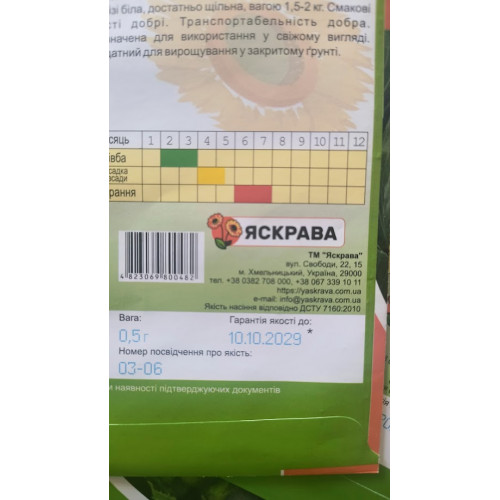 зі біла, достатньо щільна, вагою 1,5-2 кг. Смакові
сті добрі. Транспортабельність добра.
значена для використання у свіжому вигляді.
датний для вирощування у закритому ґрунті.
сяць 1 2 3 4 5 6 7 8 9 10 11 12
івба
садка
осади
рання
ЯСКРАВА
ТМ "Яскрава"
вул. Свободи, 22, 15
м. Хмельницький, Україна, 29000
тел. +38 0382 708 000, +38 067 339 10 11
https://yaskrava.com.ua
e-mail: info@yaskrava.com.ua
Якість насіння відповідно ДСТУ 7160:2010
4823069800482
Вага: Гарантія якості до:
0,5 г 10.10.2029 *
Номер посвідчення про якість:
03-06
и наявності підтверджуючих документів